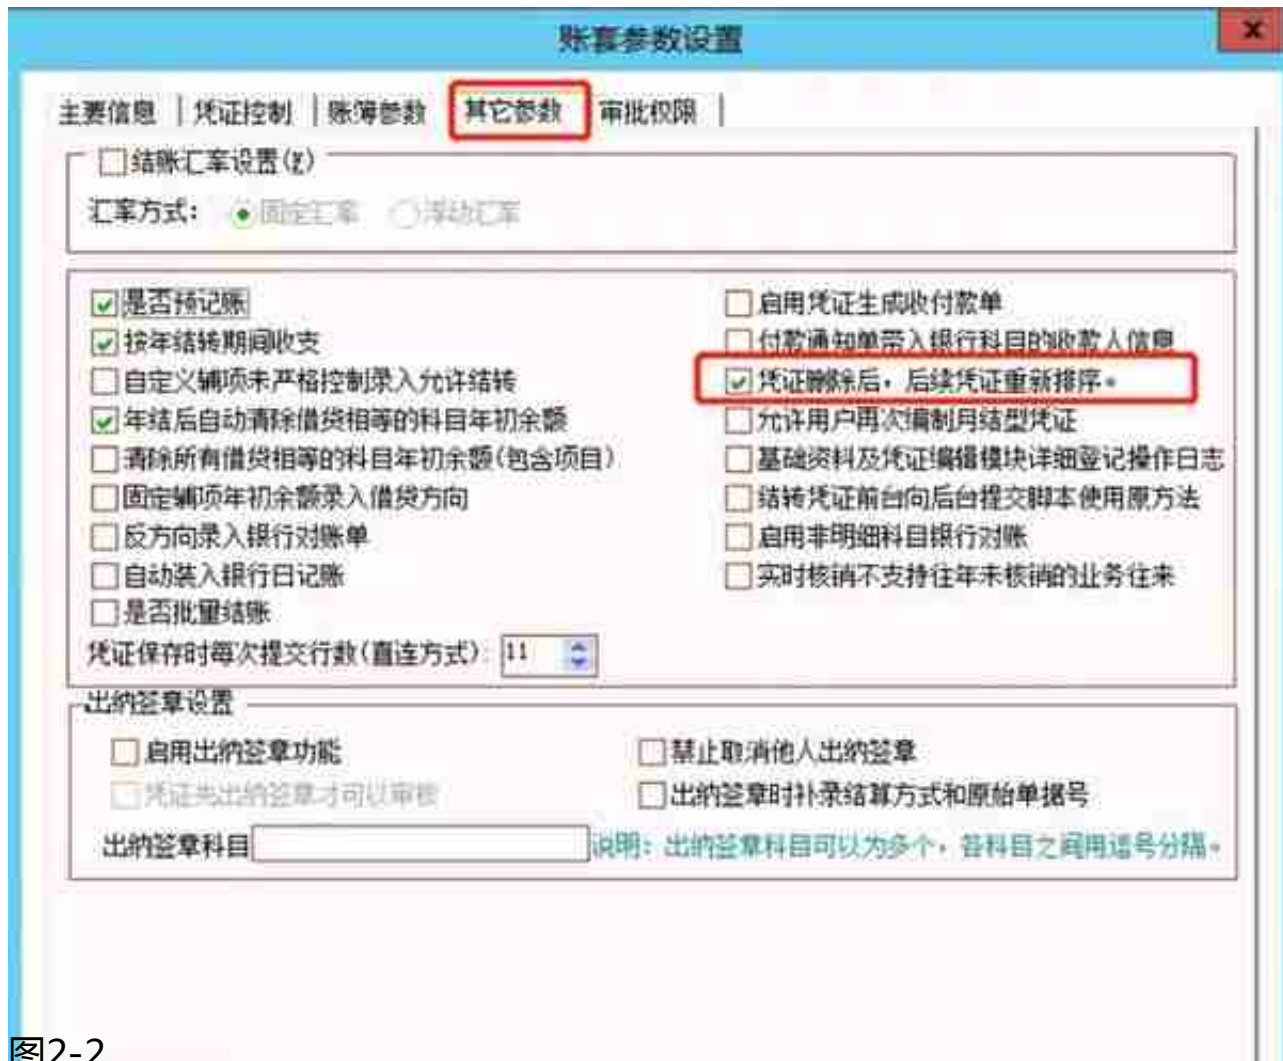 账套参数设置
主要信息 凭证控制 账簿参数 其它参数 审批权限
结账汇率设置(Z)
汇率方式: 固定汇率 浮动汇率
是否预记账 启用凭证生成收付款单
按年结转期间收支 付款通知单带入银行科目的收款人信息
自定义辅项未严格控制录入允许结转 凭证删除后，后续凭证重新排序。
年结后自动清除借贷相等的科目年初余额 允许用户再次编制月结型凭证
清除所有借贷相等的科目年初余额(包含项目) 基础资料及凭证编辑模块详细登记操作日志
固定辅项年初余额录入借贷方向 结转凭证前台向后台提交脚本使用原方法
反方向录入银行对账单 启用非明细科目银行对账
自动装入银行日记账 实时核销不支持往年未核销的业务往来
是否批量结账
凭证保存时每次提交行数(直连方式) 11
出纳签章设置
启用出纳签章功能 禁止取消他人出纳签章
凭证先出纳签章才可以审核 出纳签章时补录结算方式和原始单据号
出纳签章科目 说明: 出纳签章科目可以为多个，各科目之间用逗号分隔。
图2-2